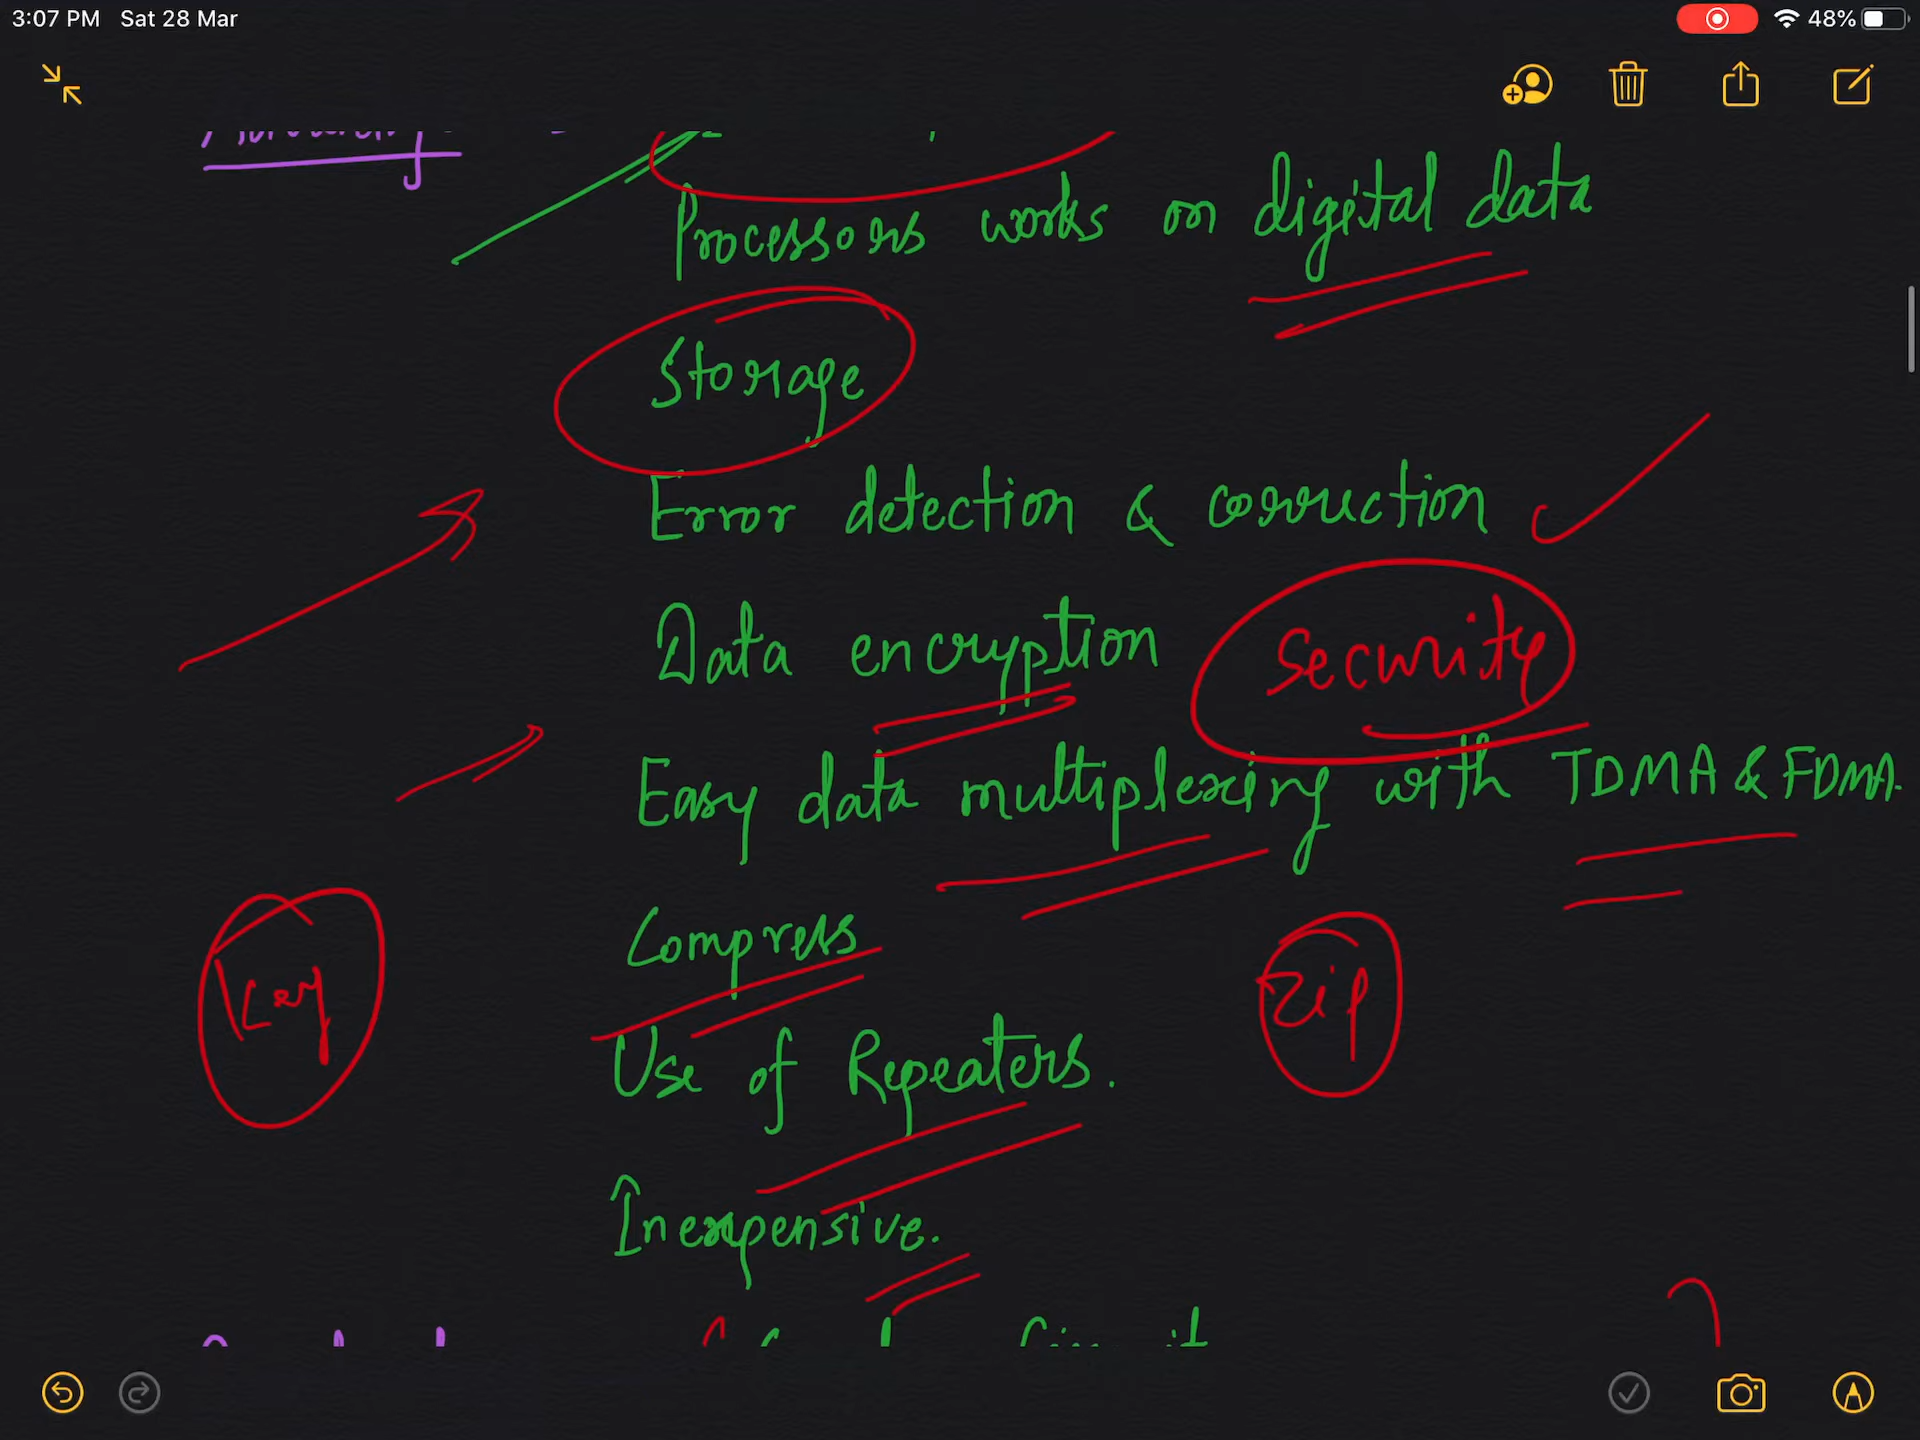 3:07 PM Sat 28 Mar 48%
Processors works on digital data
Storage
Error detection & correction
Data encryption Security
Easy data multiplexing with TDMA & FDMA.
Compress
Key Zip
Use of Repeaters.
Inexpensive.